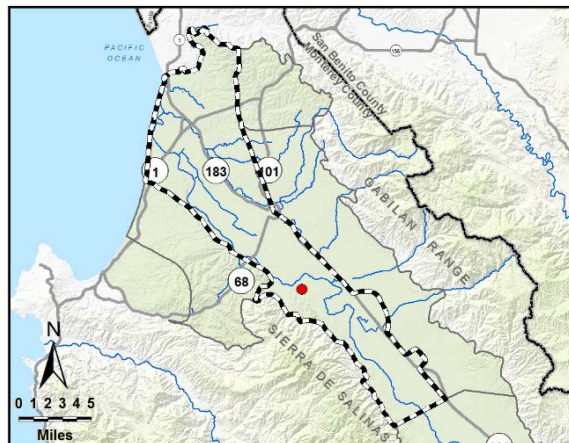 PACIFIC
OCEAN
1
156
San Benito County
Monterey County
1
183
101
GABILAN RANGE
68
SIERRA DE SALINAS
N
0 1 2 3 4 5
Miles